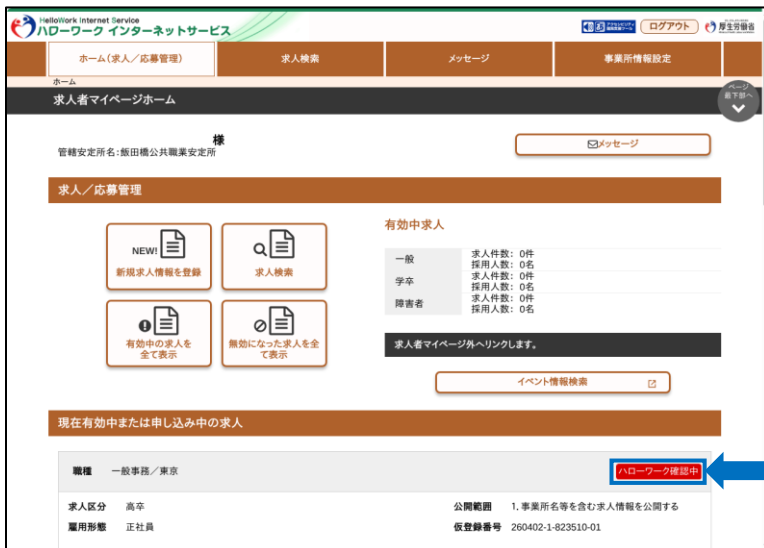 HelloWork Internet Service
ハローワーク インターネットサービス
ログアウト
厚生労働省
ホーム(求人/応募管理)
求人検索
メッセージ
事業所情報設定
ホーム
求人者マイページホーム
ページ
最下部へ
様
管轄安定所名:飯田橋公共職業安定所
メッセージ
求人/応募管理
NEW!
新規求人情報を登録
求人検索
有効中の求人を
全て表示
無効になった求人を全
て表示
有効中求人
一般
求人件数: 0件
採用人数: 0名
学卒
求人件数: 0件
採用人数: 0名
障害者
求人件数: 0件
採用人数: 0名
求人者マイページ外へリンクします。
イベント情報検索
現在有効中または申し込み中の求人
職種 一般事務/東京
ハローワーク確認中
求人区分 高卒
公開範囲 1.事業所名等を含む求人情報を公開する
雇用形態 正社員
仮登録番号 260402-1-823510-01